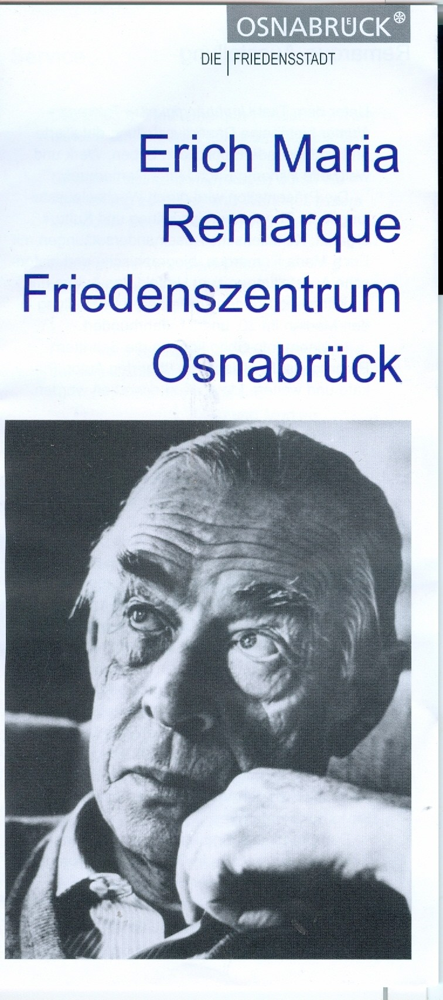 OSNABRÜCK
DIE | FRIEDENSSTADT
Erich Maria
Remarque
Friedenszentrum
Osnabrück